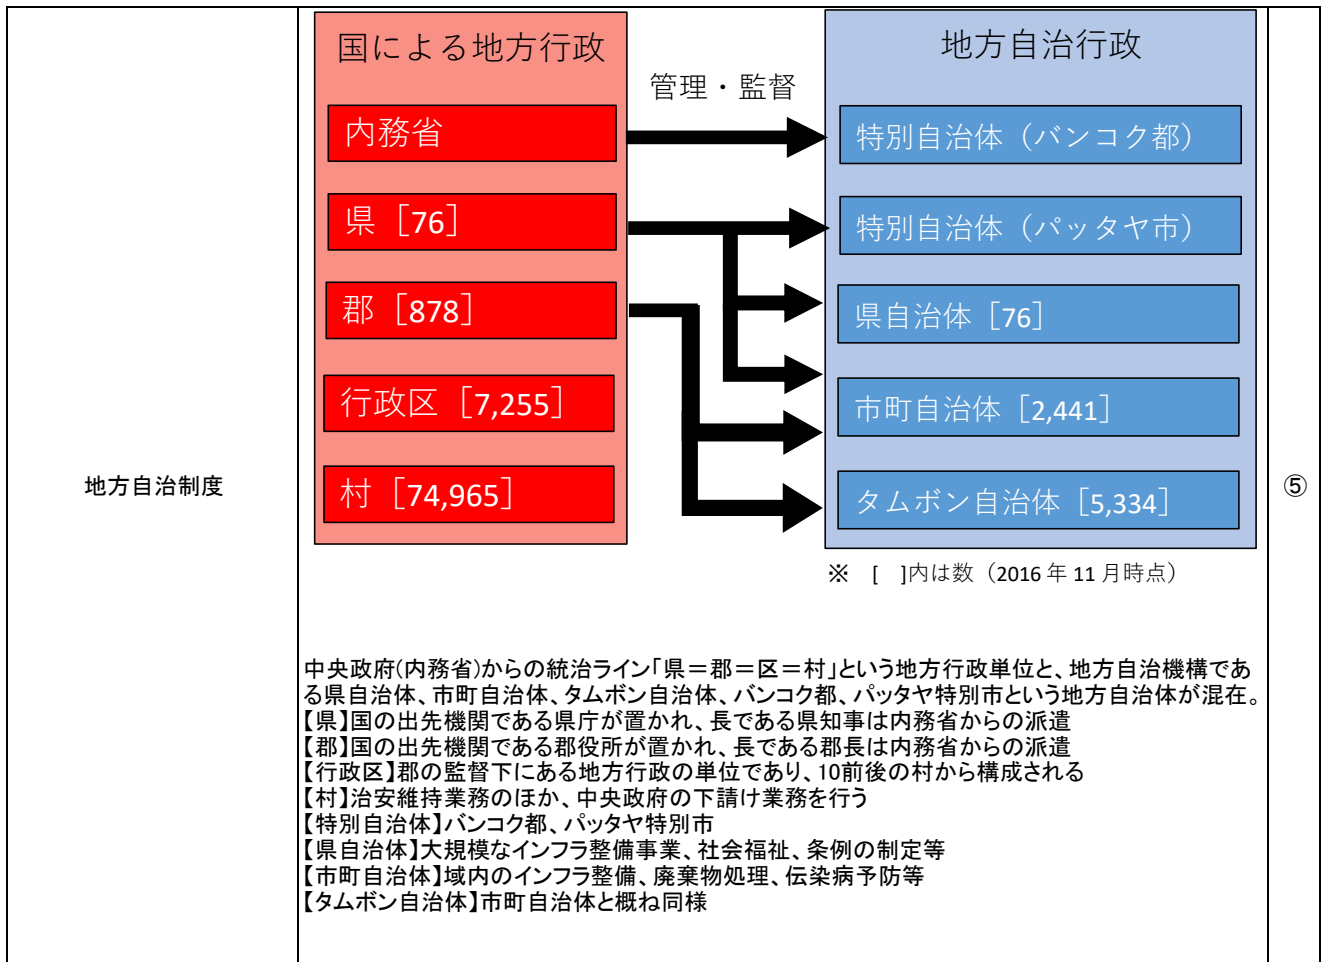 地方自治制度
国による地方行政
内務省
県［76］
郡［878］
行政区［7,255］
村［74,965］
管理・監督
地方自治行政
特別自治体（バンコク都）
特別自治体（パッタヤ市）
県自治体［76］
市町自治体［2,441］
タムボン自治体［5,334］
※　[　]内は数（2016年11月時点）
中央政府(内務省)からの統治ライン「県＝郡＝区＝村」という地方行政単位と、地方自治機構であ
る県自治体、市町自治体、タムボン自治体、バンコク都、パッタヤ特別市という地方自治体が混在。
【県】国の出先機関である県庁が置かれ、長である県知事は内務省からの派遣
【郡】国の出先機関である郡役所が置かれ、長である郡長は内務省からの派遣
【行政区】郡の監督下にある地方行政の単位であり、10前後の村から構成される
【村】治安維持業務のほか、中央政府の下請け業務を行う
【特別自治体】バンコク都、パッタヤ特別市
【県自治体】大規模なインフラ整備事業、社会福祉、条例の制定等
【市町自治体】域内のインフラ整備、廃棄物処理、伝染病予防等
【タムボン自治体】市町自治体と概ね同様
⑤